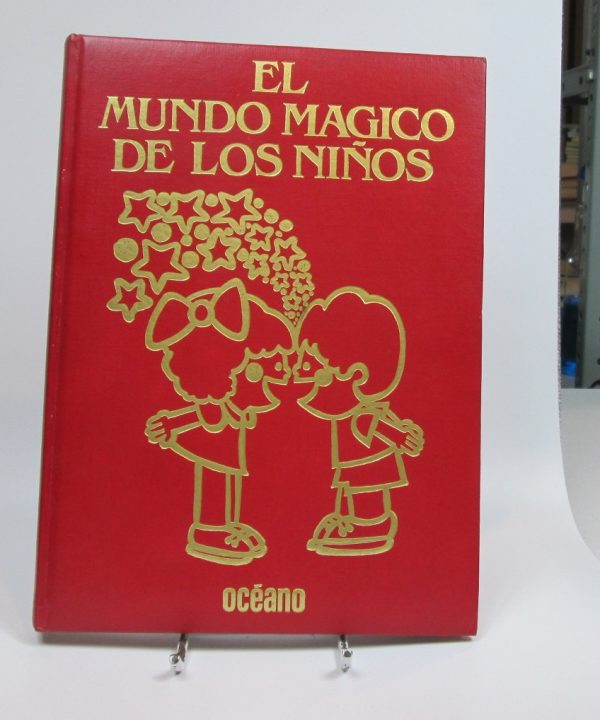 EL
MUNDO MAGICO
DE LOS NIÑOS
océano